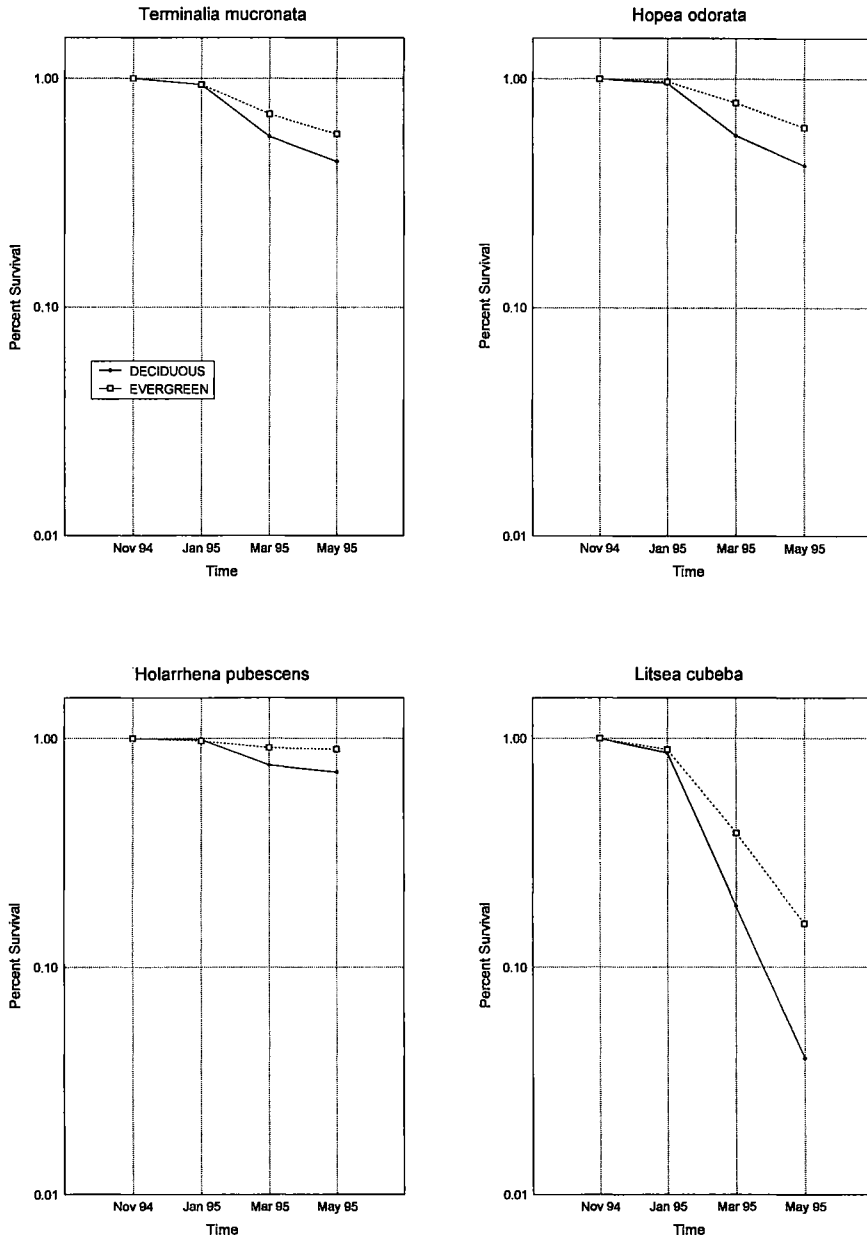 Terminalia mucronata
1.00
0.10
0.01
Percent Survival
DECIDUOUS
EVERGREEN
Nov 94 Jan 95 Mar 95 May 95
Time
Hopea odorata
1.00
0.10
0.01
Percent Survival
Nov 94 Jan 95 Mar 95 May 95
Time
Holarrhena pubescens
1.00
0.10
0.01
Percent Survival
Nov 94 Jan 95 Mar 95 May 95
Time
Litsea cubeba
1.00
0.10
0.01
Percent Survival
Nov 94 Jan 95 Mar 95 May 95
Time